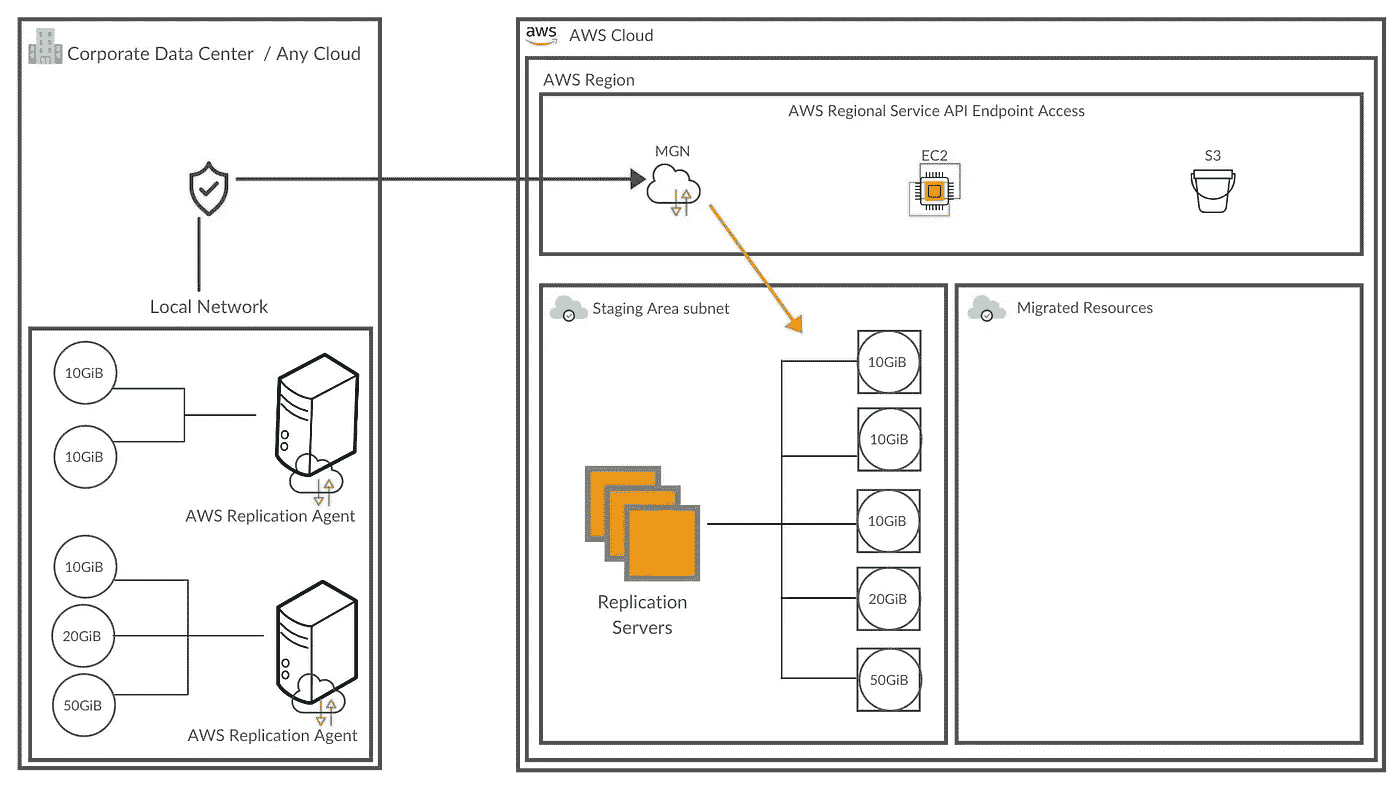 Corporate Data Center / Any Cloud
Local Network
10GiB
10GiB
AWS Replication Agent
10GiB
20GiB
50GiB
AWS Replication Agent
aws
AWS Cloud
AWS Region
AWS Regional Service API Endpoint Access
MGN
EC2
S3
Staging Area subnet
10GiB
10GiB
10GiB
20GiB
50GiB
Replication
Servers
Migrated Resources